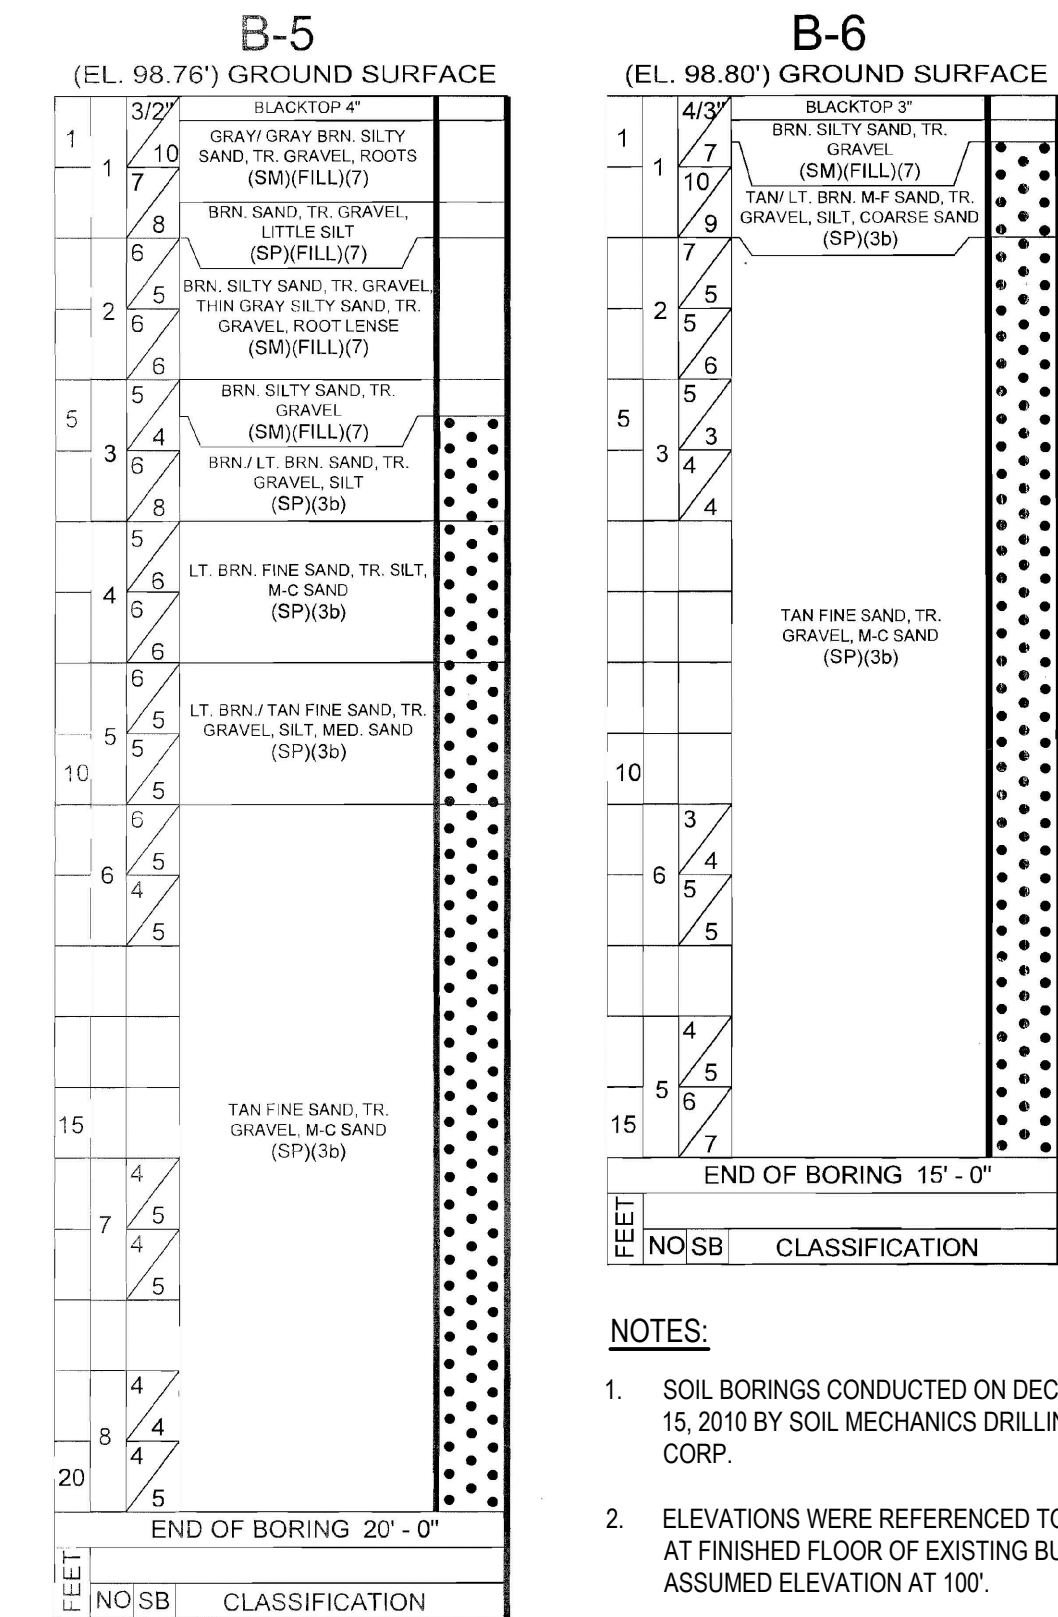 B-5
(EL. 98.76') GROUND SURFACE
3/2"
BLACKTOP 4"
1
1
10
GRAY/ GRAY BRN. SILTY
SAND, TR. GRAVEL, ROOTS
(SM)(FILL)(7)
7
8
BRN. SAND, TR. GRAVEL,
LITTLE SILT
(SP)(FILL)(7)
6
5
2
6
6
BRN. SILTY SAND, TR. GRAVEL,
THIN GRAY SILTY SAND, TR.
GRAVEL, ROOT LENSE
(SM)(FILL)(7)
5
5
4
BRN. SILTY SAND, TR.
GRAVEL
(SM)(FILL)(7)
3
6
8
BRN./ LT. BRN. SAND, TR.
GRAVEL, SILT
(SP)(3b)
5
6
4
6
6
LT. BRN. FINE SAND, TR. SILT,
M-C SAND
(SP)(3b)
6
5
5
5
5
10
LT. BRN./ TAN FINE SAND, TR.
GRAVEL, SILT, MED. SAND
(SP)(3b)
6
5
6
4
5
15
TAN FINE SAND, TR.
GRAVEL, M-C SAND
(SP)(3b)
4
5
7
4
5
4
4
8
4
5
20
END OF BORING 20' - 0"
FEET
NO SB CLASSIFICATION
B-6
(EL. 98.80') GROUND SURFACE
4/3"
BLACKTOP 3"
1
1
7
BRN. SILTY SAND, TR.
GRAVEL
(SM)(FILL)(7)
10
9
TAN/ LT. BRN. M-F SAND, TR.
GRAVEL, SILT, COARSE SAND
(SP)(3b)
7
5
2
5
6
5
5
3
3
4
4
TAN FINE SAND, TR.
GRAVEL, M-C SAND
(SP)(3b)
10
3
4
6
5
5
4
5
5
6
7
15
END OF BORING 15' - 0"
FEET
NO SB CLASSIFICATION
NOTES:
1. SOIL BORINGS CONDUCTED ON DEC
15, 2010 BY SOIL MECHANICS DRILLIN
CORP.
2. ELEVATIONS WERE REFERENCED TO
AT FINISHED FLOOR OF EXISTING BU
ASSUMED ELEVATION AT 100'.